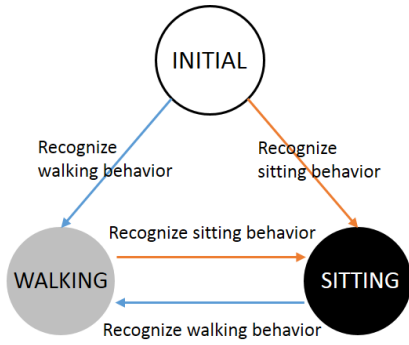 INITIAL
Recognize
walking behavior
Recognize
sitting behavior
Recognize sitting behavior
WALKING
SITTING
Recognize walking behavior